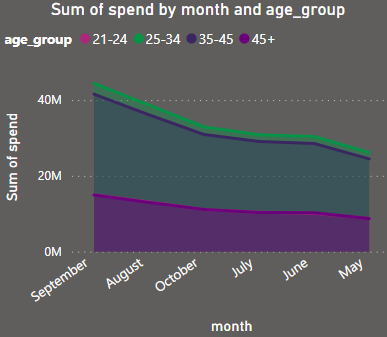 Sum of spend by month and age_group
age_group 21-24 25-34 35-45 45+
Sum of spend
40M
20M
0M
September August October July June May
month